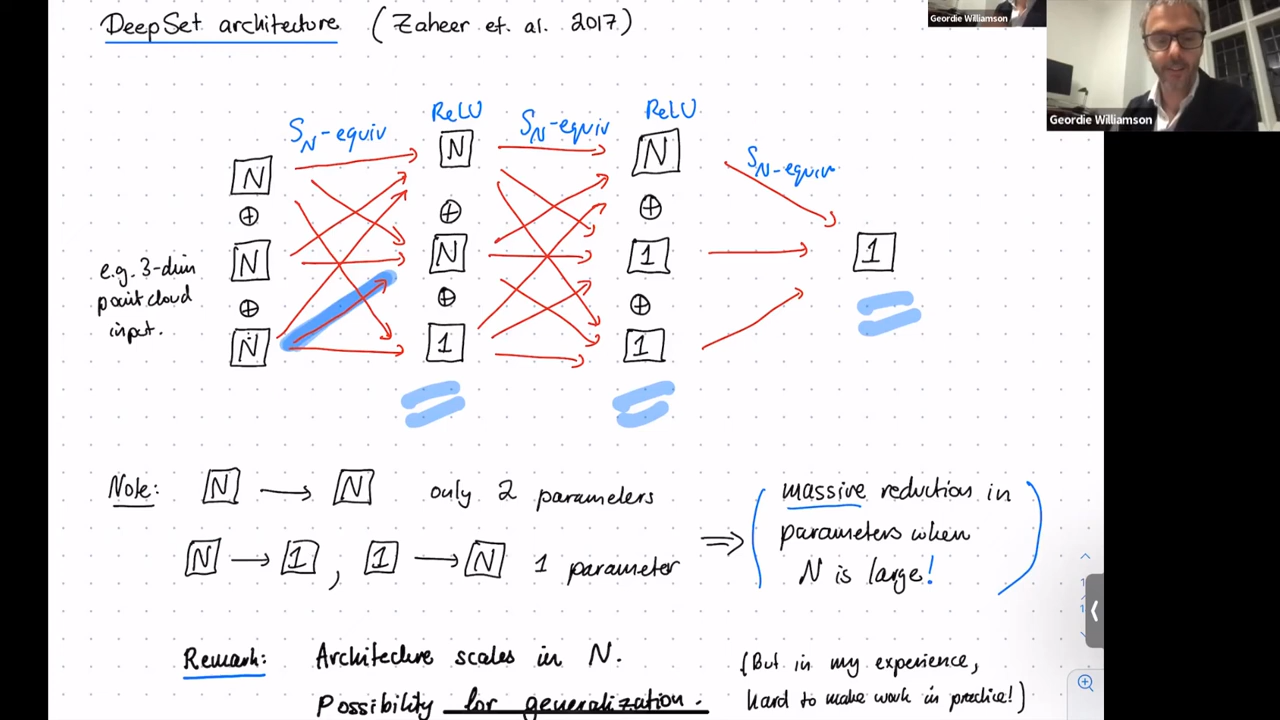 DeepSet architecture (Zaheer et. al. 2017)
Geordie Williamson
Geordie Williamson
S_N-equiv ReLU S_N-equiv ReLU S_N-equiv
N N N
⊕ ⊕ ⊕
N N 1 1
⊕ ⊕ ⊕
N 1 1
e.g. 3-dim
point cloud
input.
Note: N → N only 2 parameters
N → 1, 1 → N 1 parameter
⇒ (massive reduction in
parameters when
N is large!)
Remark: Architecture scales in N.
Possibility for generalization.
(But in my experience,
hard to make work in practice!)